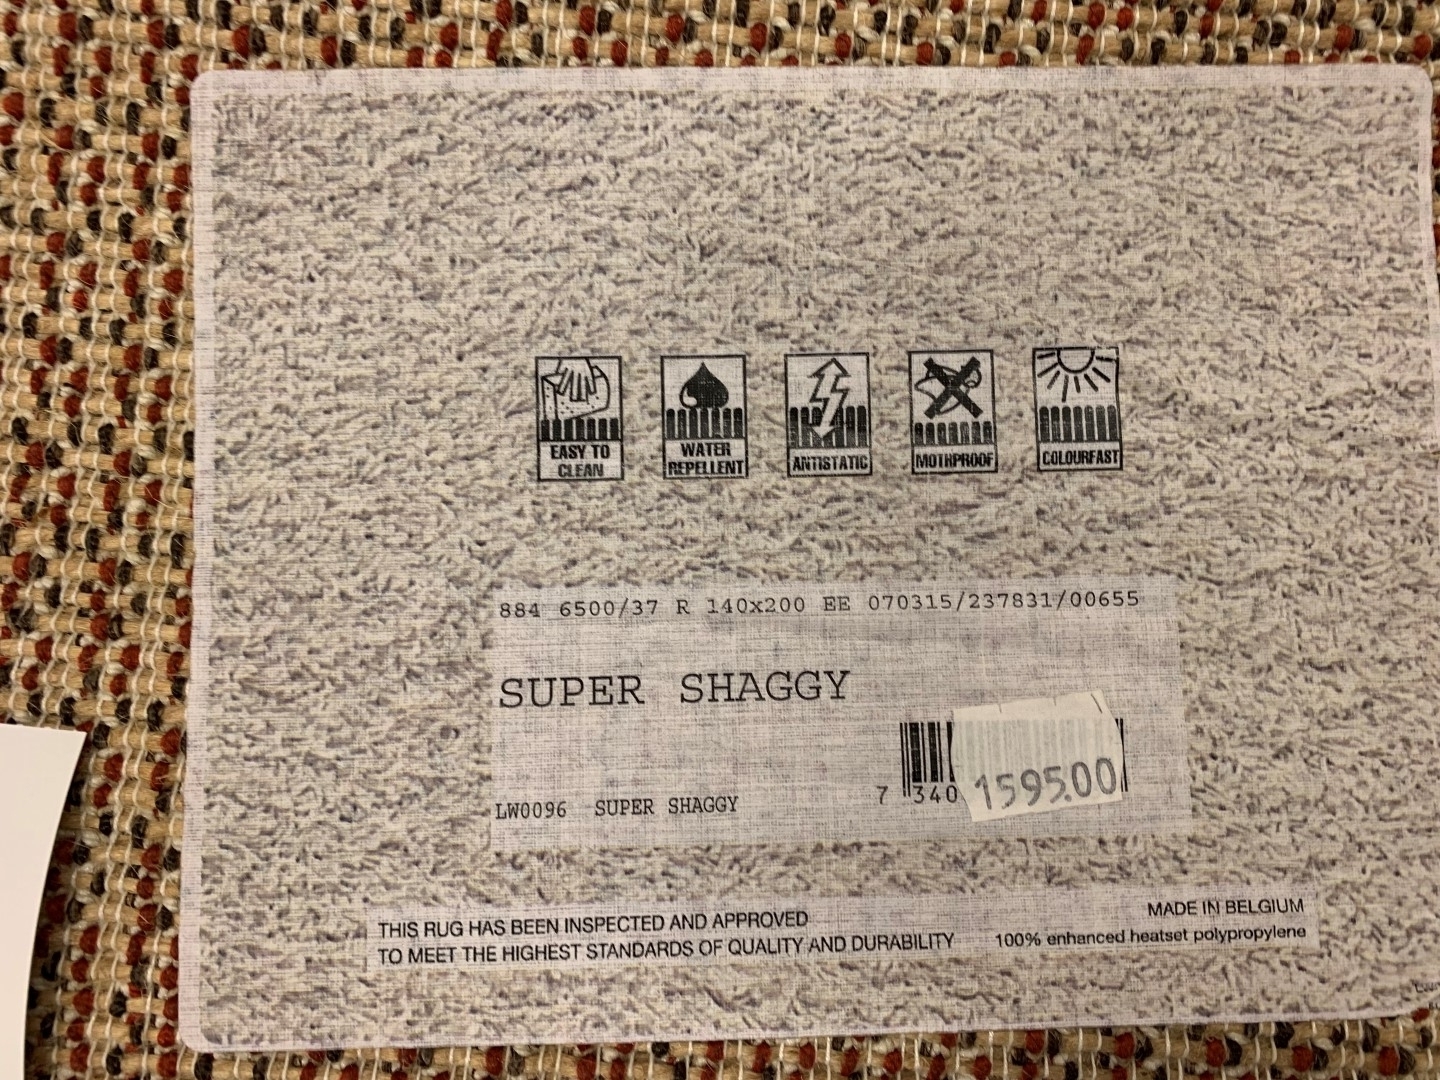 EASY TO
CLEAN
WATER
REPELLENT
ANTISTATIC
MOTHPROOF
COLOURFAST
884 6500/37 R 140x200 EE 070315/237831/00655
SUPER SHAGGY
7 340
1595.00
LW0096 SUPER SHAGGY
THIS RUG HAS BEEN INSPECTED AND APPROVED
TO MEET THE HIGHEST STANDARDS OF QUALITY AND DURABILITY
MADE IN BELGIUM
100% enhanced heatset polypropylene